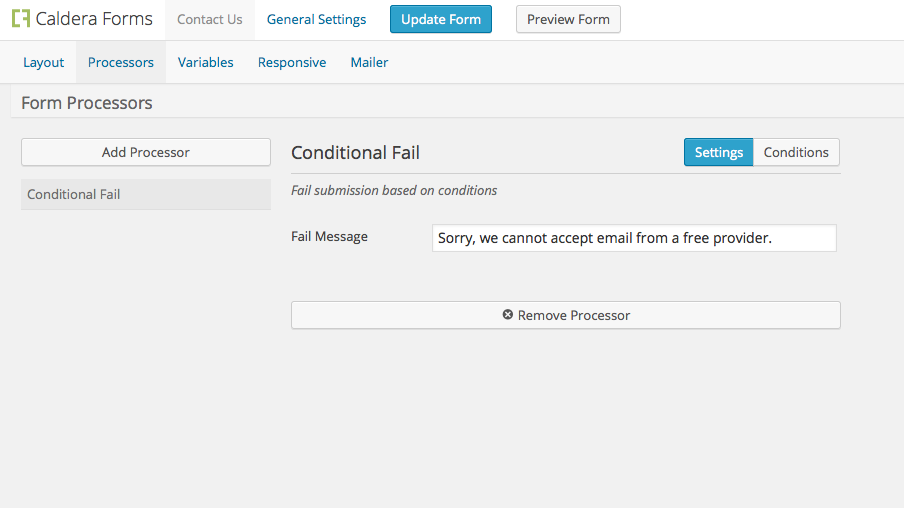 Caldera Forms Contact Us General Settings Update Form Preview Form
Layout Processors Variables Responsive Mailer
Form Processors
Add Processor
Conditional Fail
Conditional Fail Settings Conditions
Fail submission based on conditions
Fail Message Sorry, we cannot accept email from a free provider.
Remove Processor